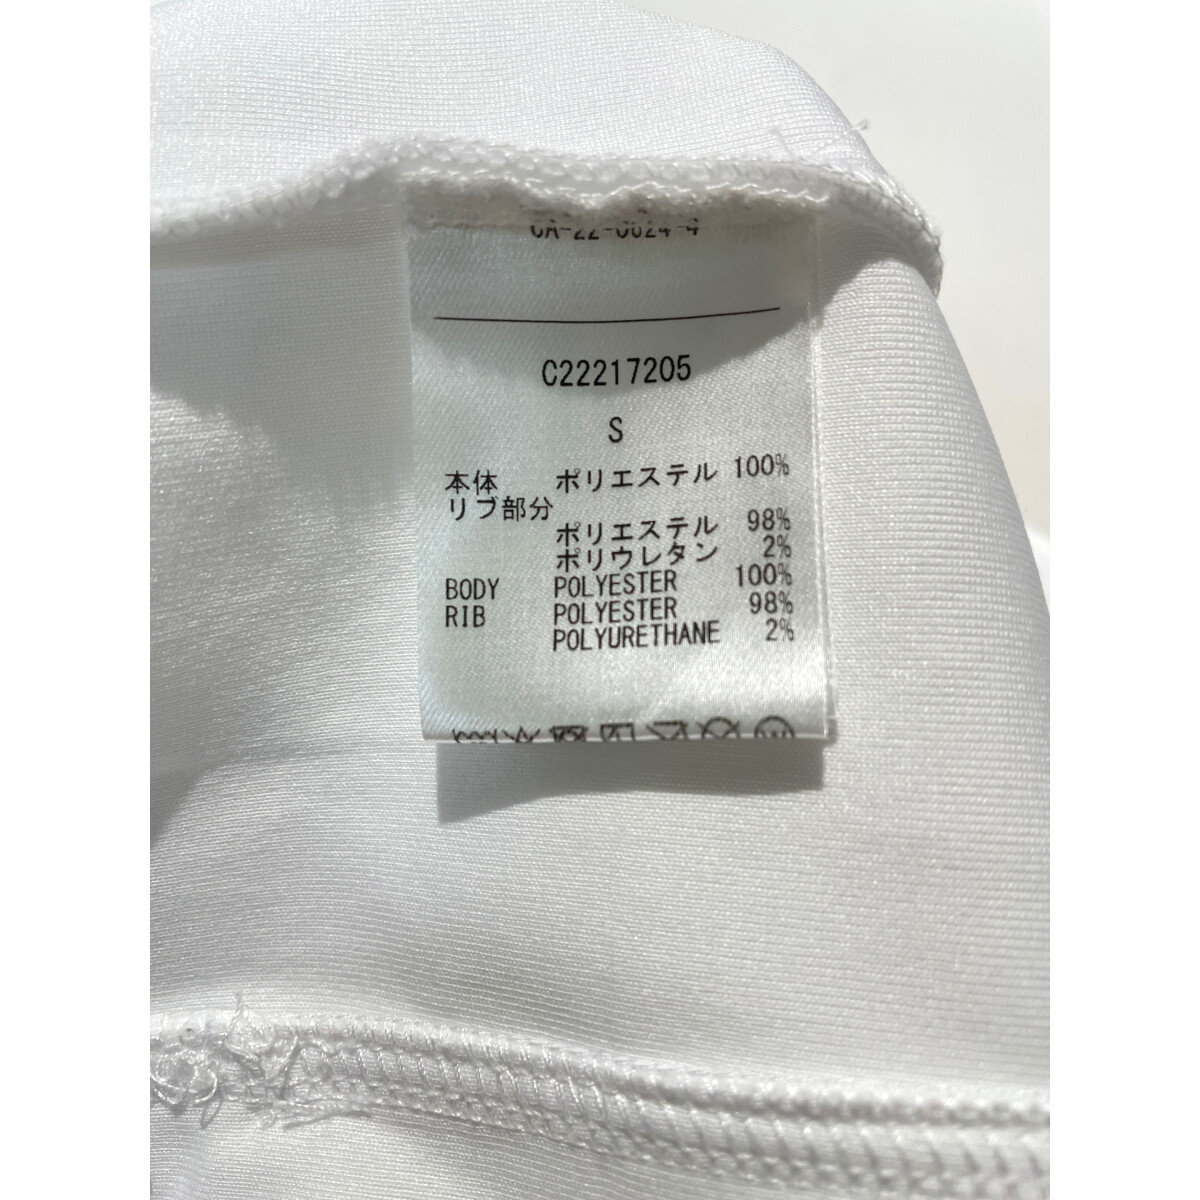 C22217205
S
本体 ポリエステル 100%
リブ部分
ポリエステル 98%
ポリウレタン 2%
BODY POLYESTER 100%
RIB POLYESTER 98%
POLYURETHANE 2%